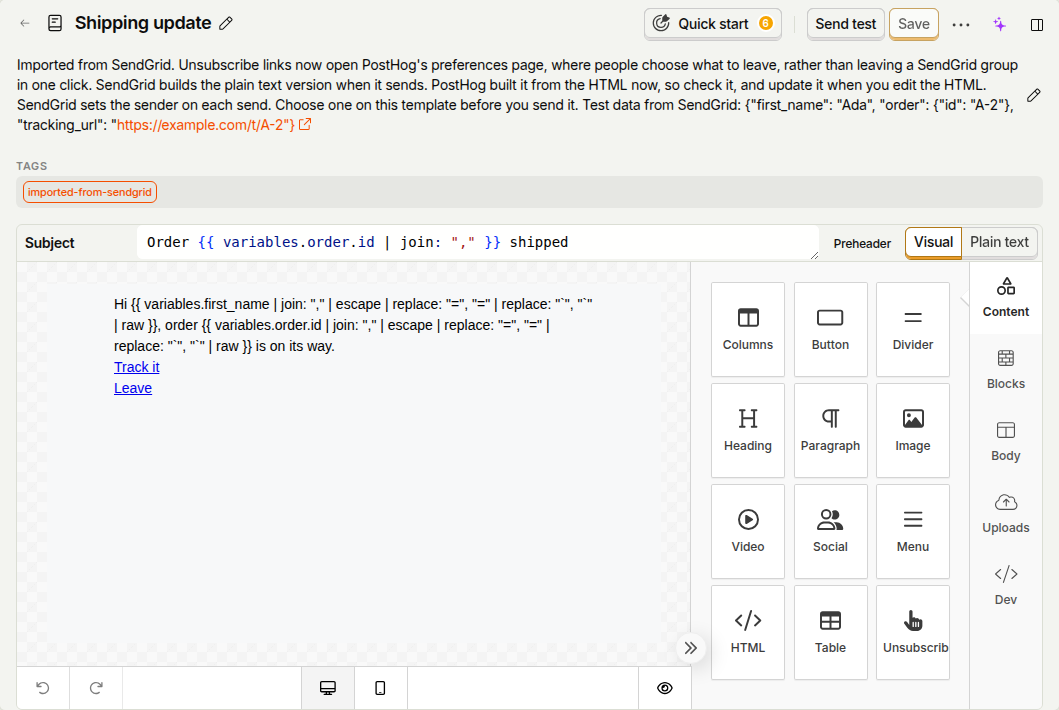 Shipping update
Quick start 6
Send test
Save
Imported from SendGrid. Unsubscribe links now open PostHog's preferences page, where people choose what to leave, rather than leaving a SendGrid group
in one click. SendGrid builds the plain text version when it sends. PostHog built it from the HTML now, so check it, and update it when you edit the HTML.
SendGrid sets the sender on each send. Choose one on this template before you send it. Test data from SendGrid: {"first_name": "Ada", "order": {"id": "A-2"},
"tracking_url": "https://example.com/t/A-2"}
TAGS
imported-from-sendgrid
Subject
Order {{ variables.order.id | join: "," }} shipped
Preheader
Visual
Plain text
Hi {{ variables.first_name | join: "," | escape | replace: "=", "=" | replace: "`", "`"
| raw }}, order {{ variables.order.id | join: "," | escape | replace: "=", "=" |
replace: "`", "`" | raw }} is on its way.
Track it
Leave
Columns
Button
Divider
Heading
Paragraph
Image
Video
Social
Menu
HTML
Table
Unsubscrib
Content
Blocks
Body
Uploads
Dev